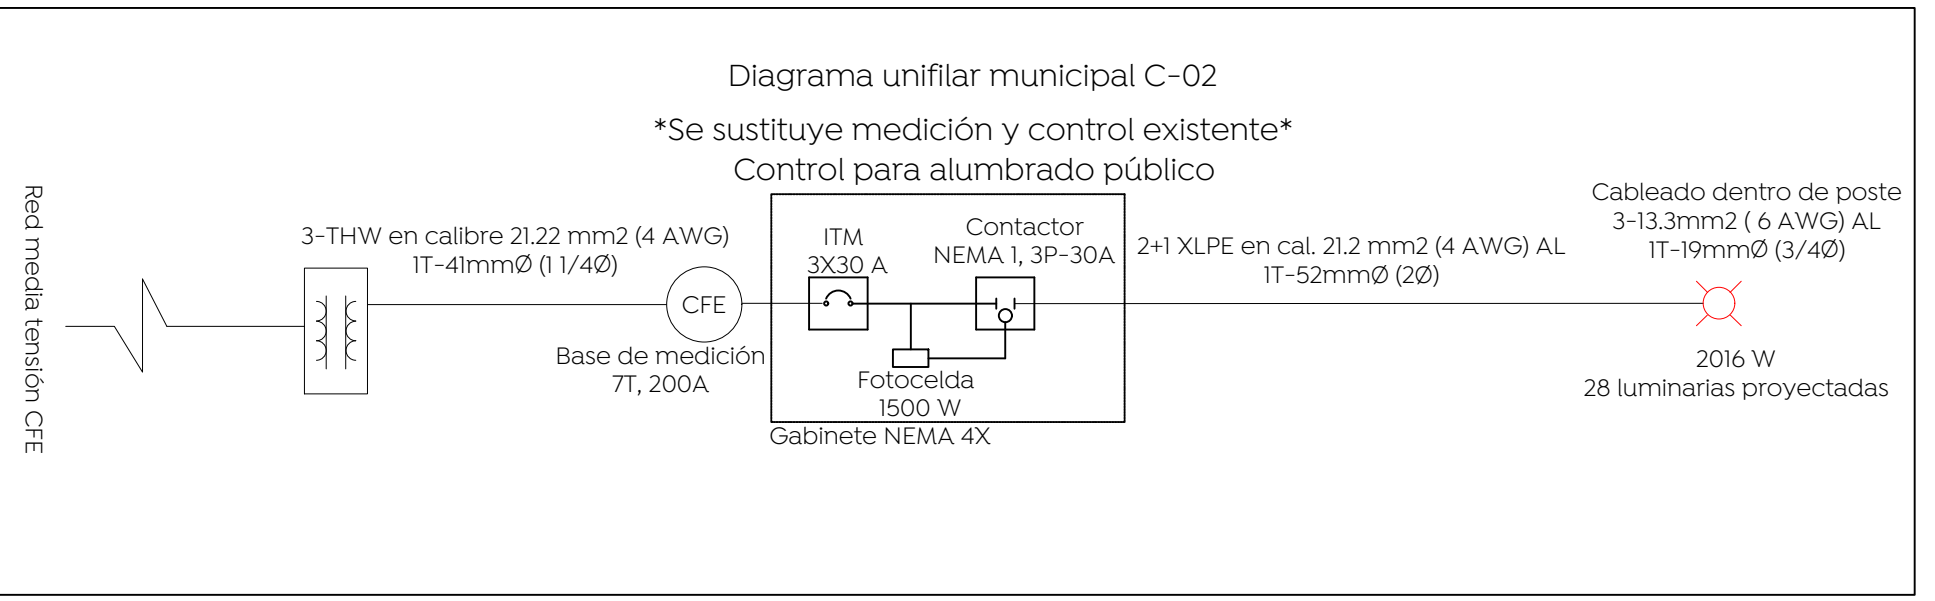 Diagrama unifilar municipal C-02
*Se sustituye medición y control existente*
Control para alumbrado público
Red media tensión CFE
3-THW en calibre 21.22 mm2 (4 AWG)
1T-41mmØ (1 1/4Ø)
CFE
Base de medición
7T, 200A
ITM
3X30 A
Contactor
NEMA 1, 3P-30A
Fotocelda
1500 W
Gabinete NEMA 4X
2+1 XLPE en cal. 21.2 mm2 (4 AWG) AL
1T-52mmØ (2Ø)
Cableado dentro de poste
3-13.3mm2 ( 6 AWG) AL
1T-19mmØ (3/4Ø)
2016 W
28 luminarias proyectadas